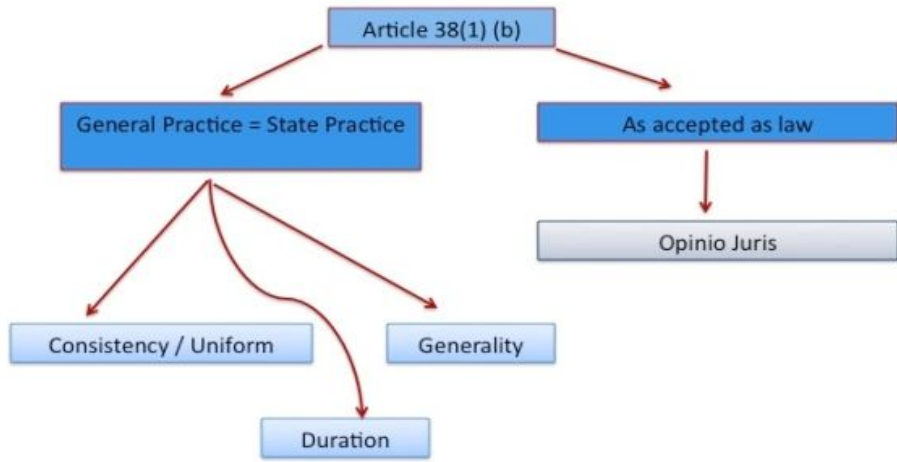 Article 38(1) (b)
General Practice = State Practice
As accepted as law
Opinio Juris
Consistency / Uniform
Generality
Duration